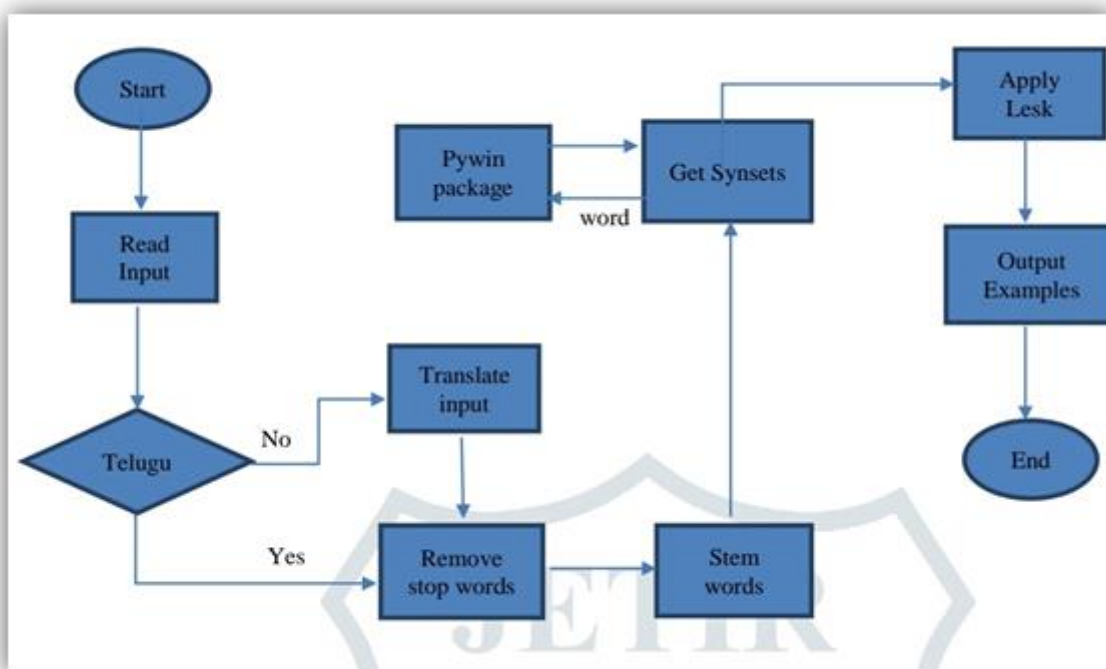 Start
Read
Input
Telugu
No
Yes
Translate
input
Remove
stop words
Stem
words
Pywin
package
word
Get Synsets
Apply
Lesk
Output
Examples
End
JETIR